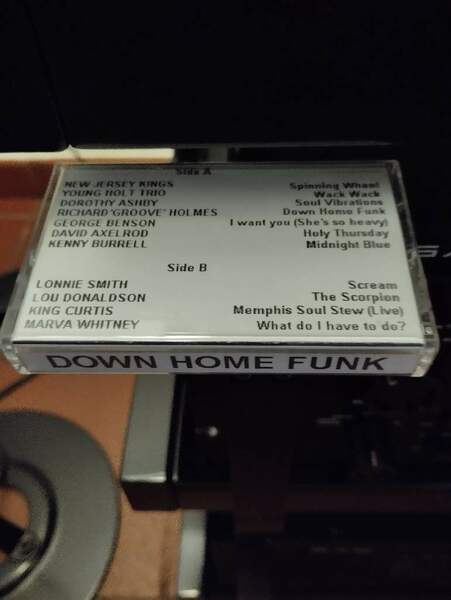 Side A
NEW JERSEY KINGS Spinning Wheel
YOUNG HOLT TRIO Wack Wack
DOROTHY ASHBY Soul Vibrations
RICHARD 'GROOVE' HOLMES Down Home Funk
GEORGE BENSON I want you (She's so heavy)
DAVID AXELROD Holy Thursday
KENNY BURRELL Midnight Blue
Side B
LONNIE SMITH Scream
LOU DONALDSON The Scorpion
KING CURTIS Memphis Soul Stew (Live)
MARVA WHITNEY What do I have to do?
DOWN HOME FUNK